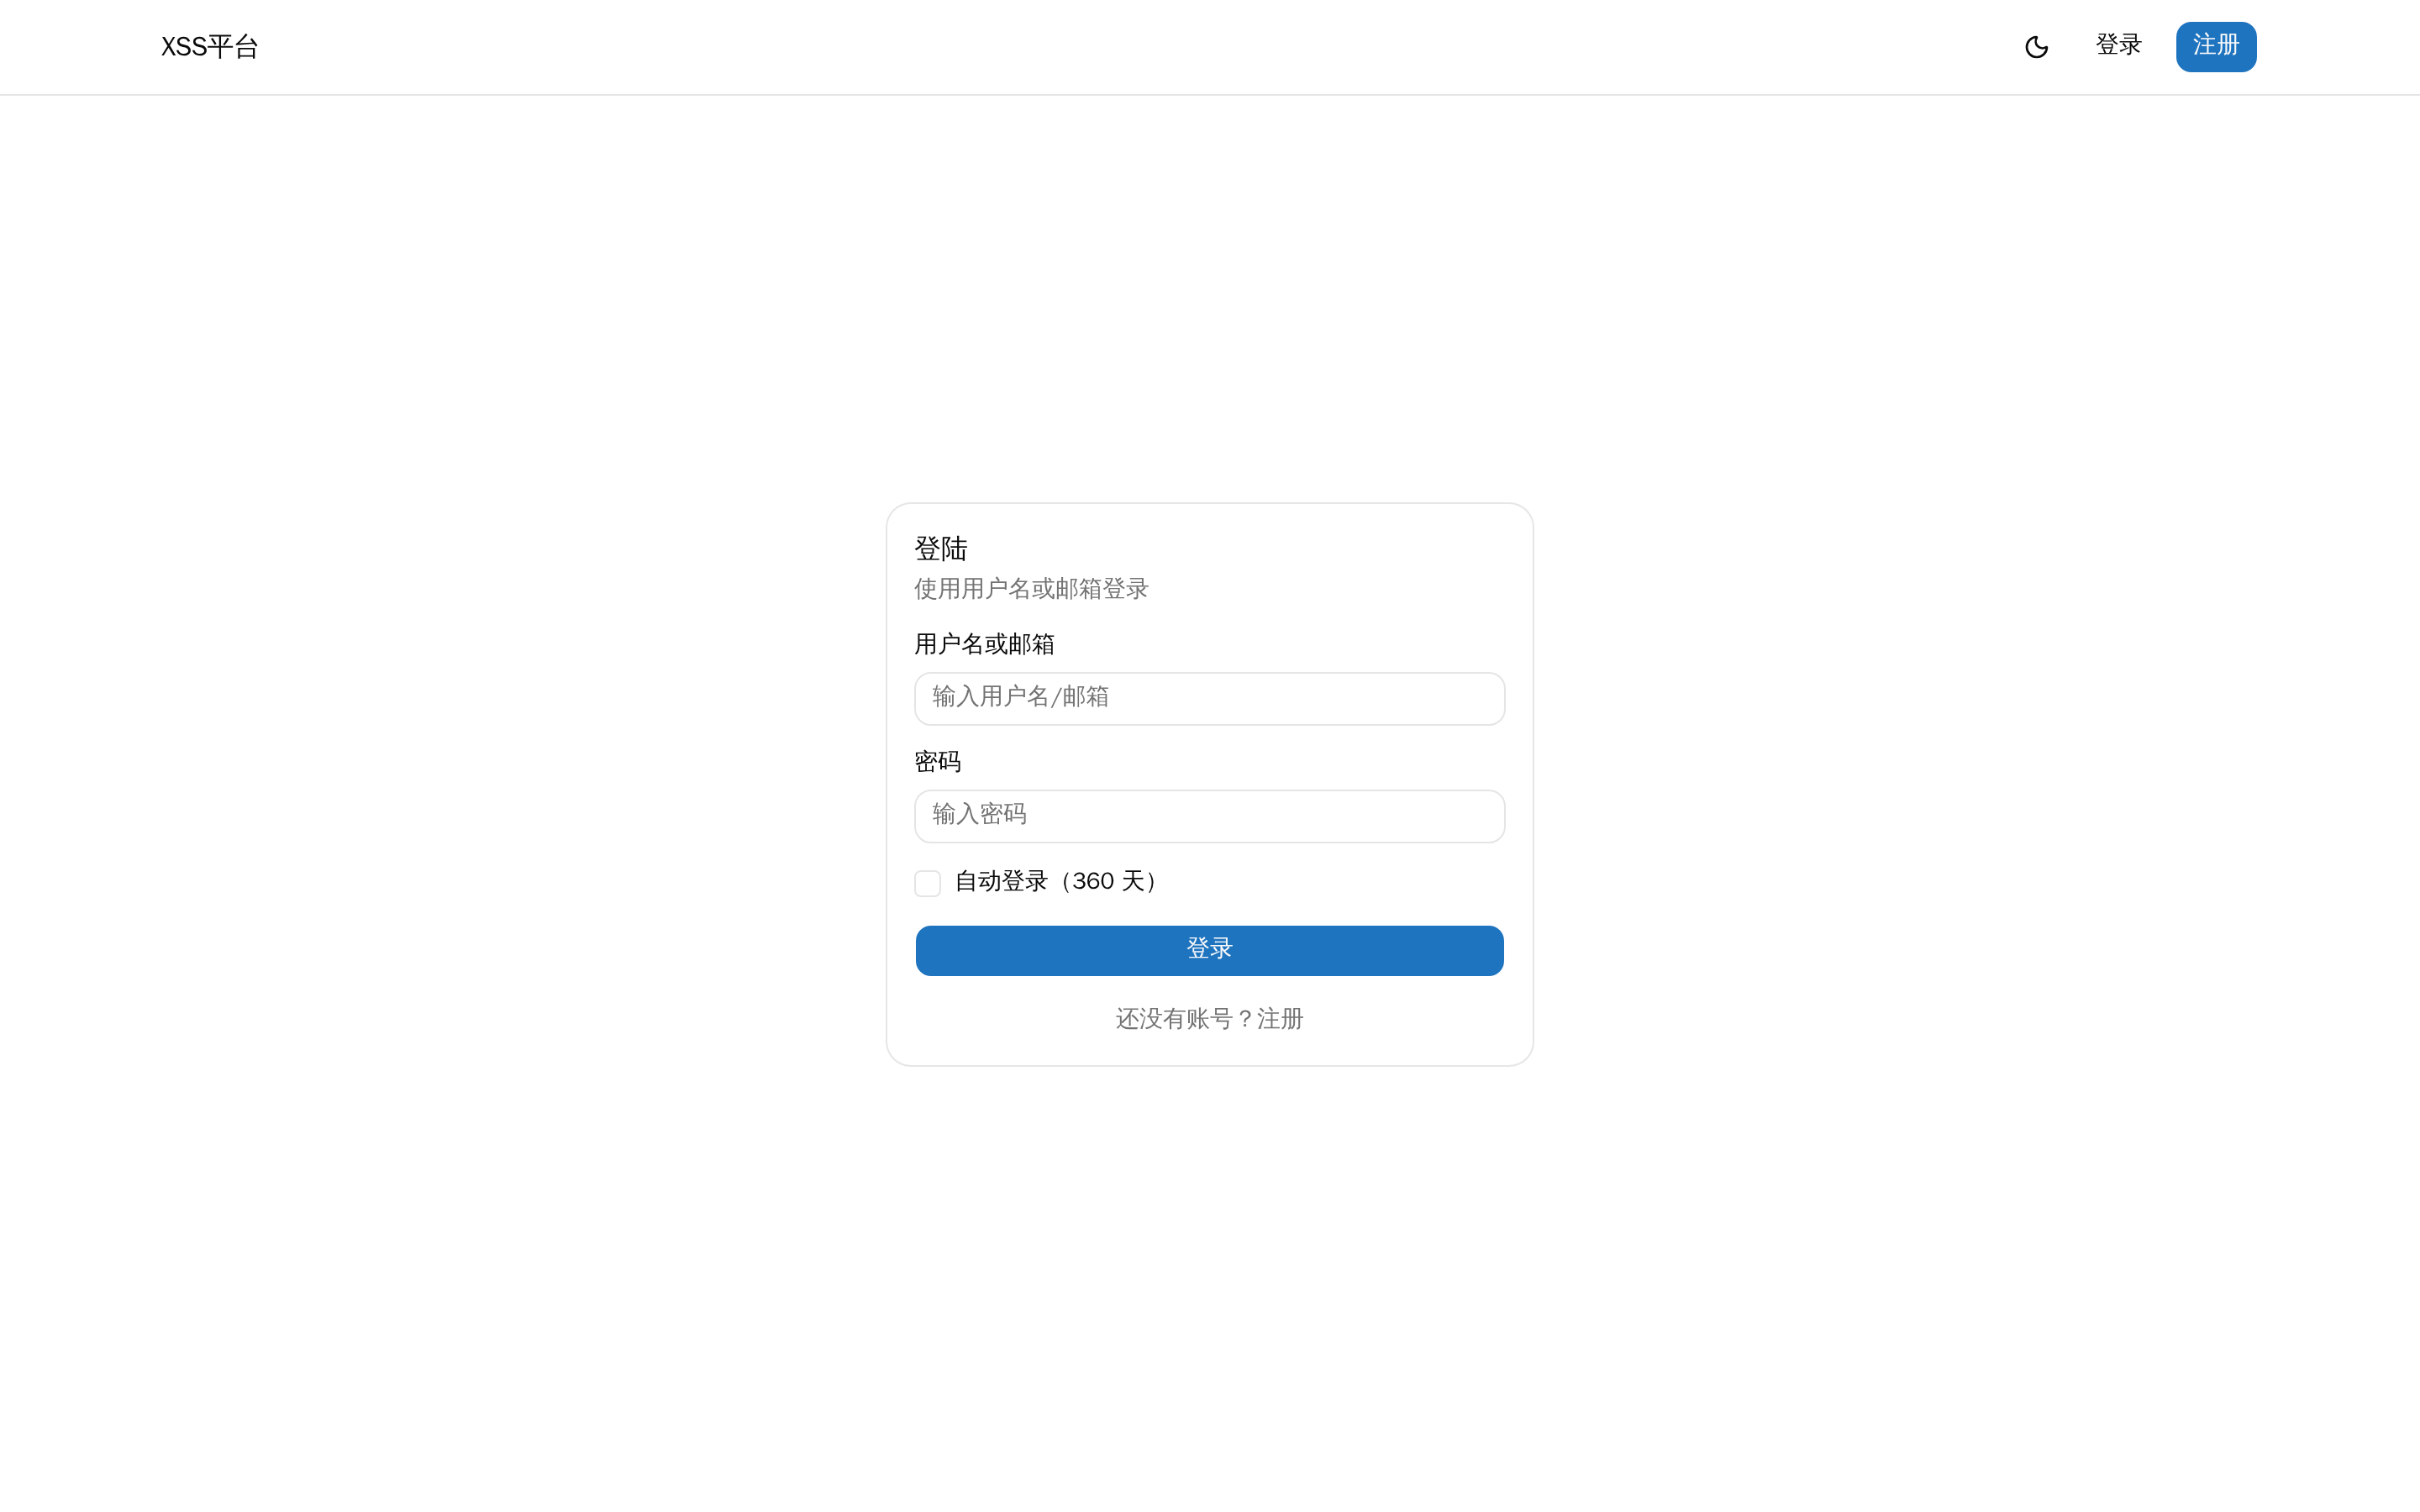 XSS平台
登录
注册
登陆
使用用户名或邮箱登录
用户名或邮箱
输入用户名/邮箱
密码
输入密码
自动登录（360 天）
登录
还没有账号？注册